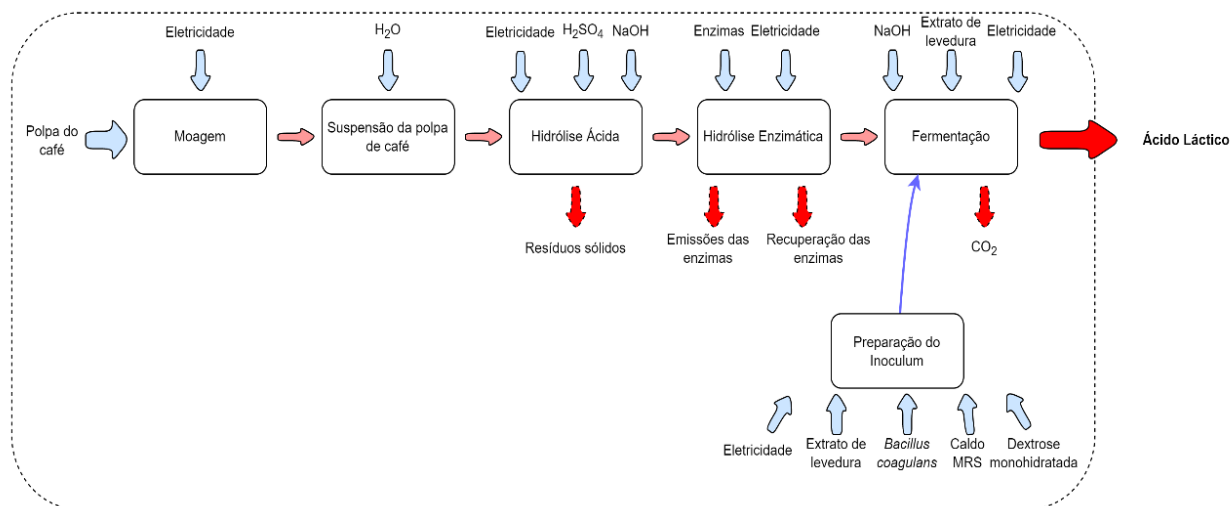 Eletricidade
H2O
Eletricidade
H2SO4
NaOH
Enzimas
Eletricidade
NaOH
Extrato de
levedura
Eletricidade
Polpa do
café
Moagem
Suspensão da polpa
de café
Hidrólise Ácida
Hidrólise Enzimática
Fermentação
Ácido Láctico
Resíduos sólidos
Emissões das
enzimas
Recuperação das
enzimas
CO2
Preparação do
Inoculum
Eletricidade
Extrato de
levedura
Bacillus
coagulans
Caldo
MRS
Dextrose
monohidratada